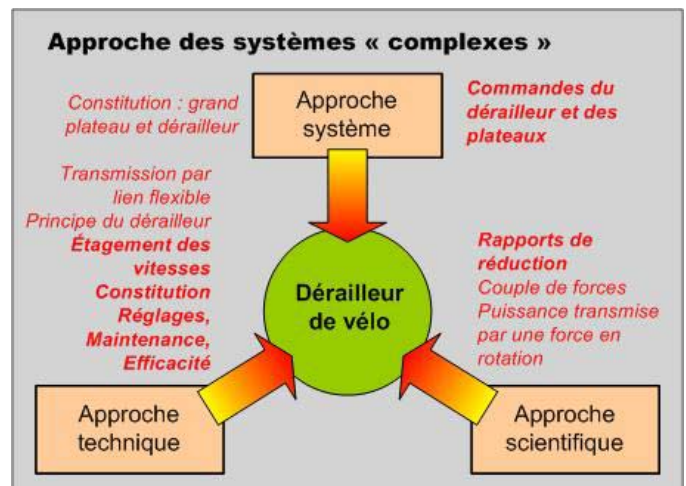 Approche des systèmes « complexes »
Constitution : grand
plateau et dérailleur
Approche
système
Commandes du
dérailleur et des
plateaux
Transmission par
lien flexible
Principe du dérailleur
Étagement des
vitesses
Constitution
Réglages,
Maintenance,
Efficacité
Dérailleur
de vélo
Rapports de
réduction
Couple de forces
Puissance transmise
par une force en
rotation
Approche
technique
Approche
scientifique